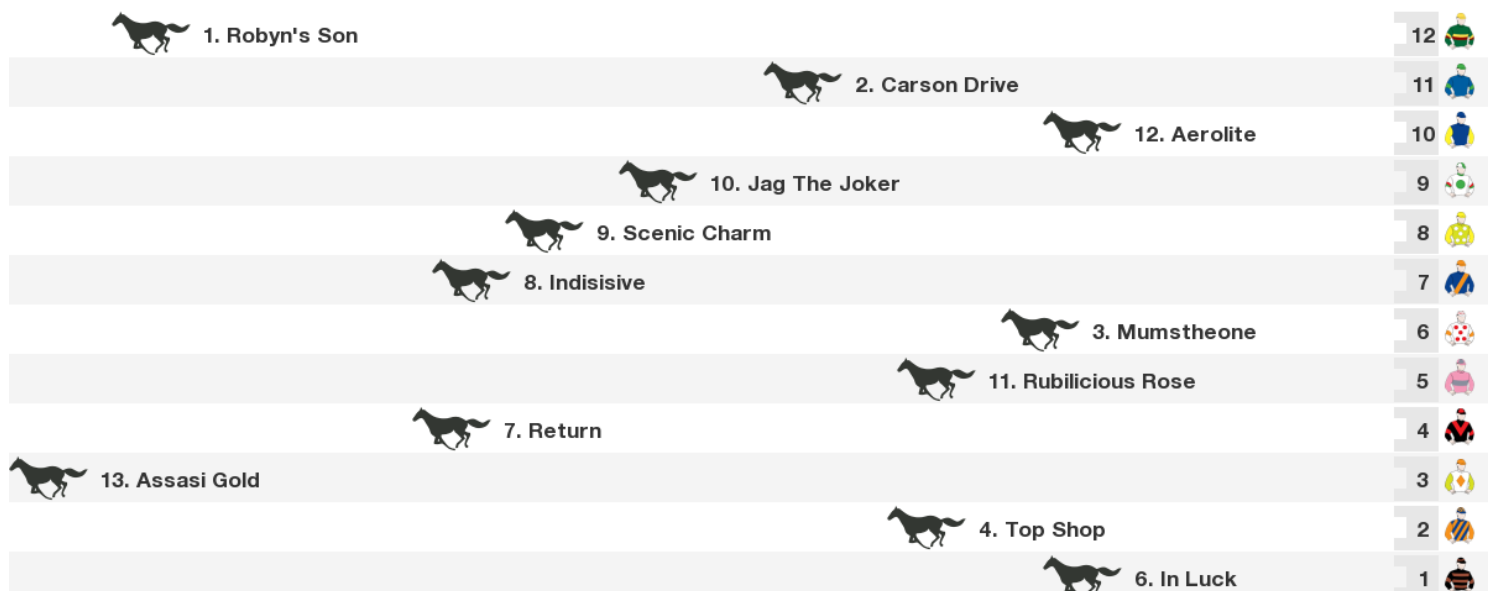 1. Robyn's Son 12
2. Carson Drive 11
12. Aerolite 10
10. Jag The Joker 9
9. Scenic Charm 8
8. Indisisive 7
3. Mumstheone 6
11. Rubilicious Rose 5
7. Return 4
13. Assasi Gold 3
4. Top Shop 2
6. In Luck 1